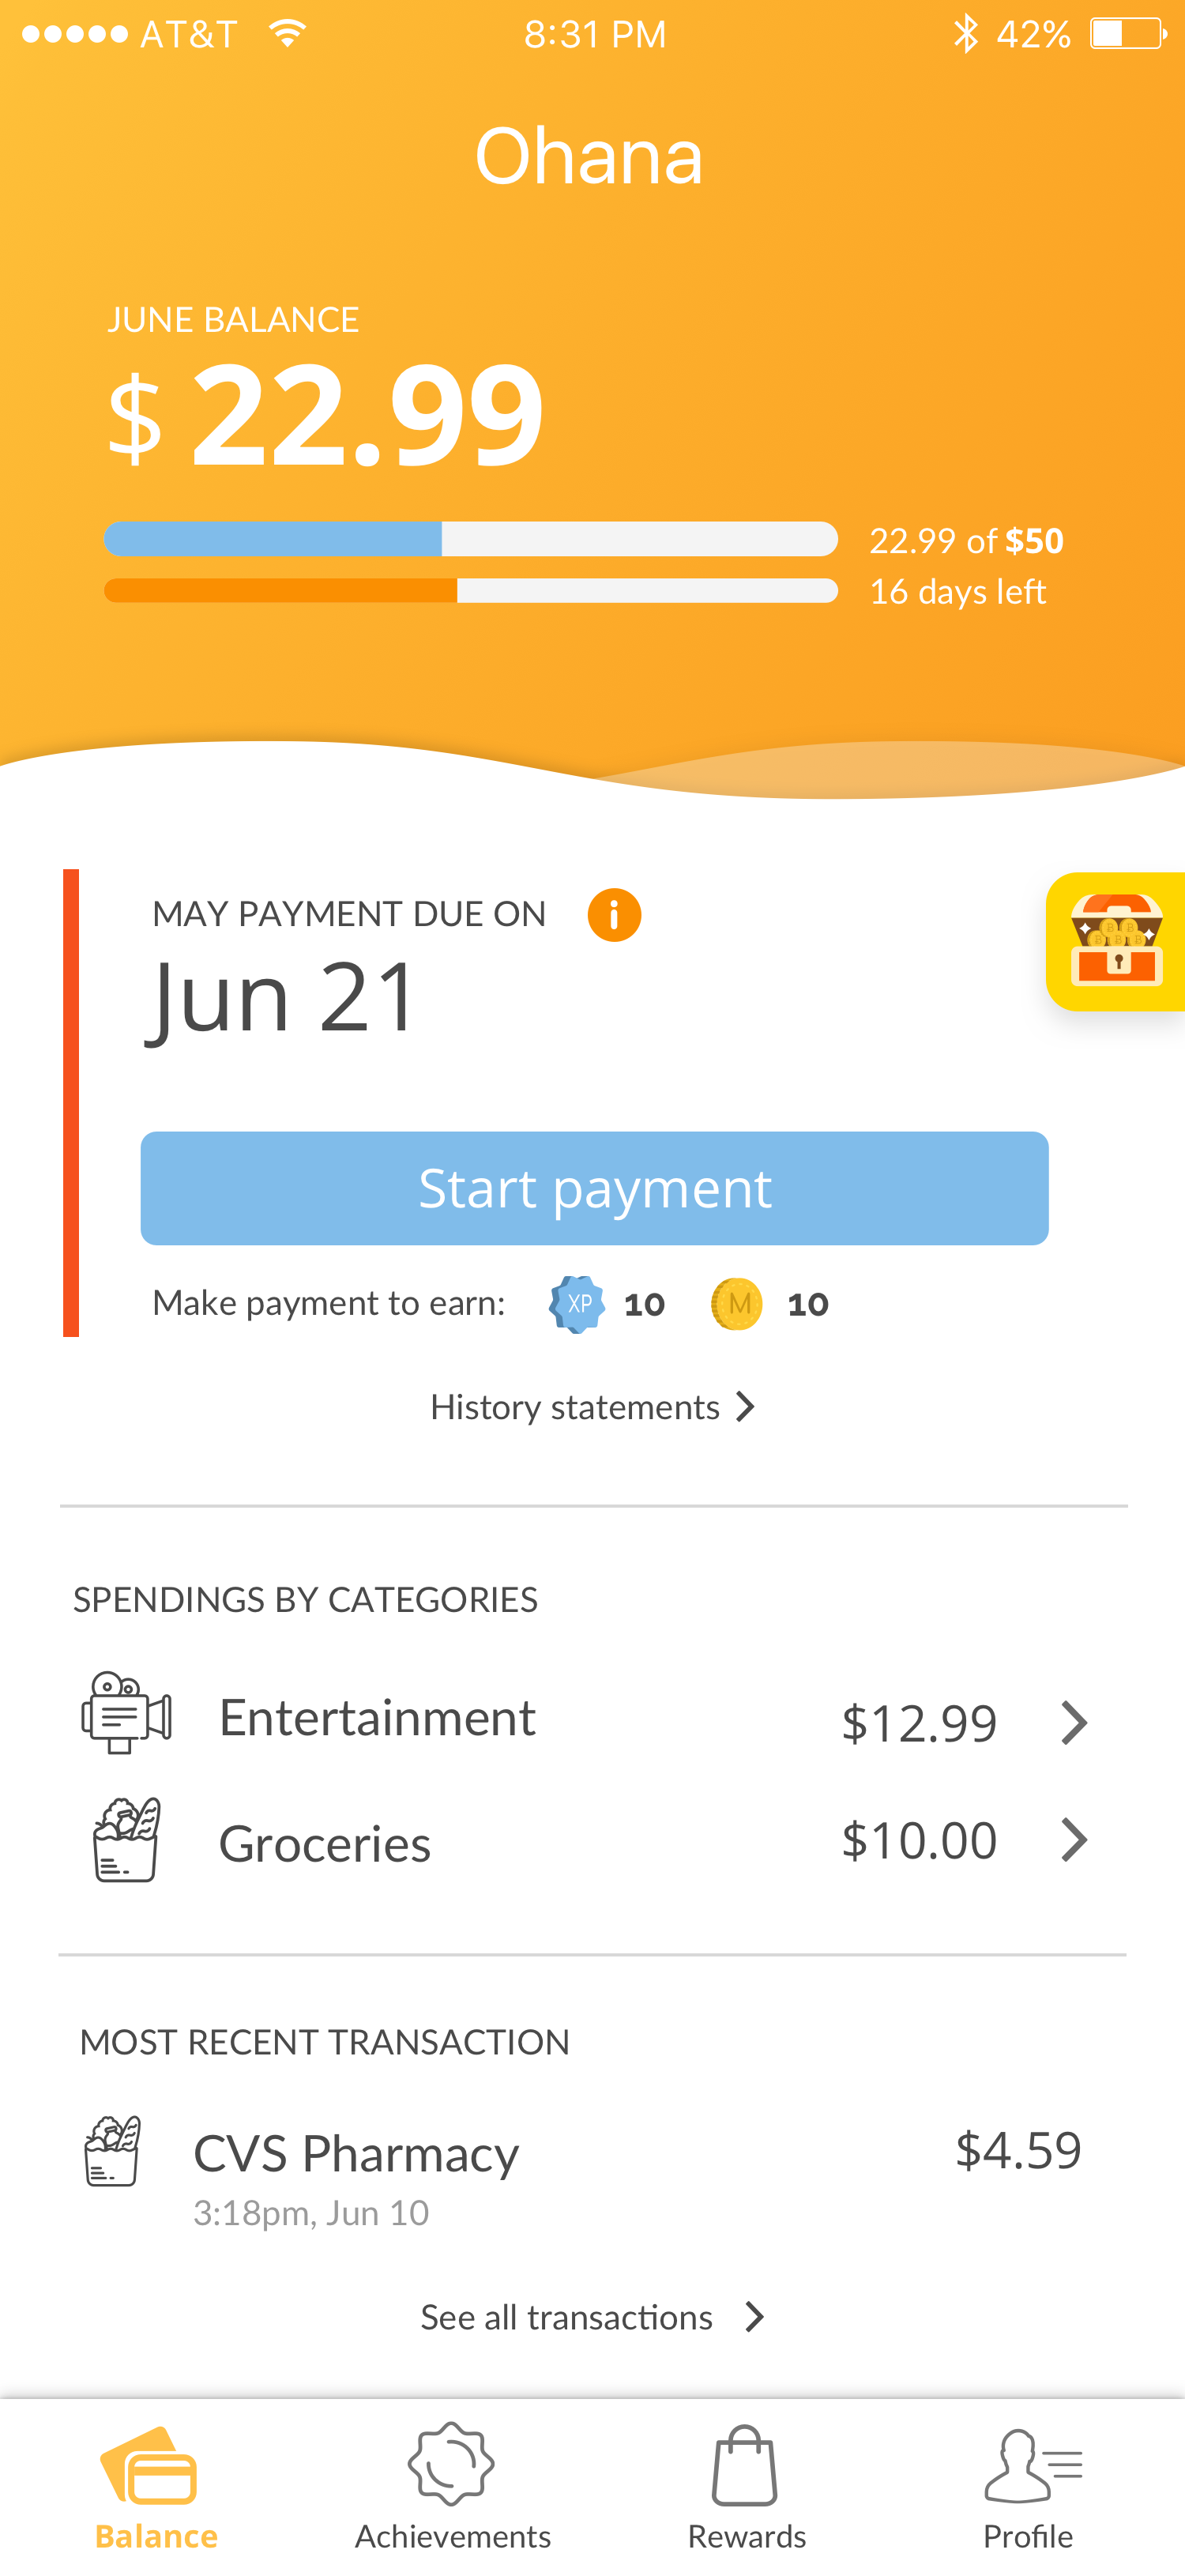 AT&T 8:31 PM 42%
Ohana
JUNE BALANCE
$ 22.99
22.99 of $50
16 days left
MAY PAYMENT DUE ON i
Jun 21
Start payment
Make payment to earn: XP 10 M 10
History statements
SPENDINGS BY CATEGORIES
Entertainment $12.99
Groceries $10.00
MOST RECENT TRANSACTION
CVS Pharmacy $4.59
3:18pm, Jun 10
See all transactions
Balance Achievements Rewards Profile